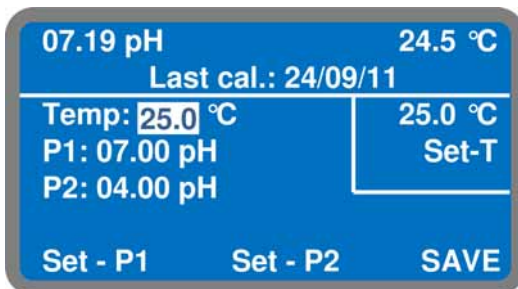 07.19 pH 24.5 °C
Last cal.: 24/09/11
Temp: 25.0 °C 25.0 °C
P1: 07.00 pH Set-T
P2: 04.00 pH
Set - P1 Set - P2 SAVE